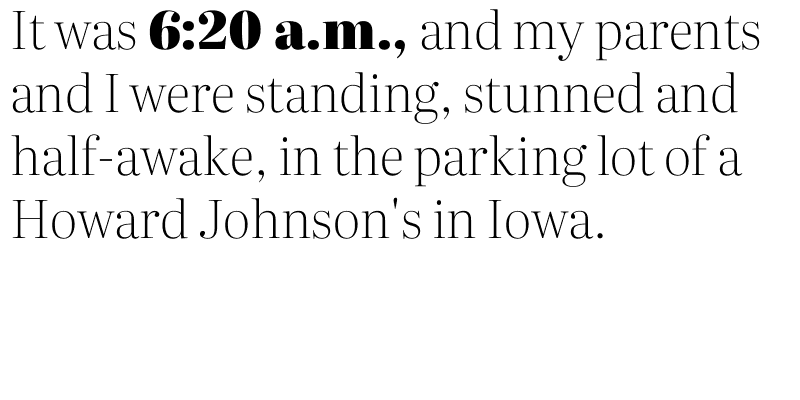 It was 6:20 a.m., and my parents
and I were standing, stunned and
half-awake, in the parking lot of a
Howard Johnson's in Iowa.